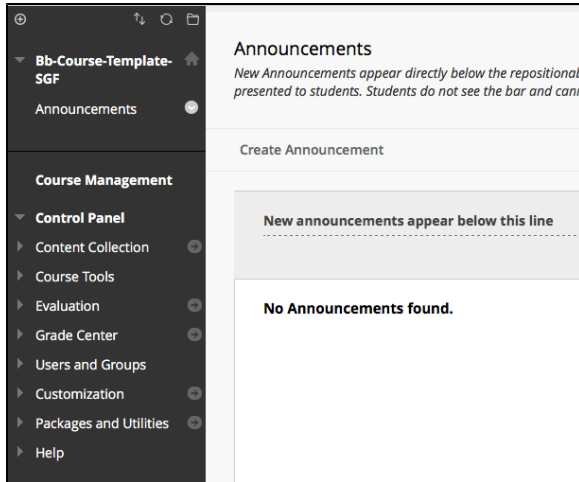 Bb-Course-Template-
SGF
Announcements
Course Management
Control Panel
Content Collection
Course Tools
Evaluation
Grade Center
Users and Groups
Customization
Packages and Utilities
Help
Announcements
New Announcements appear directly below the repositionab
presented to students. Students do not see the bar and can
Create Announcement
New announcements appear below this line
No Announcements found.